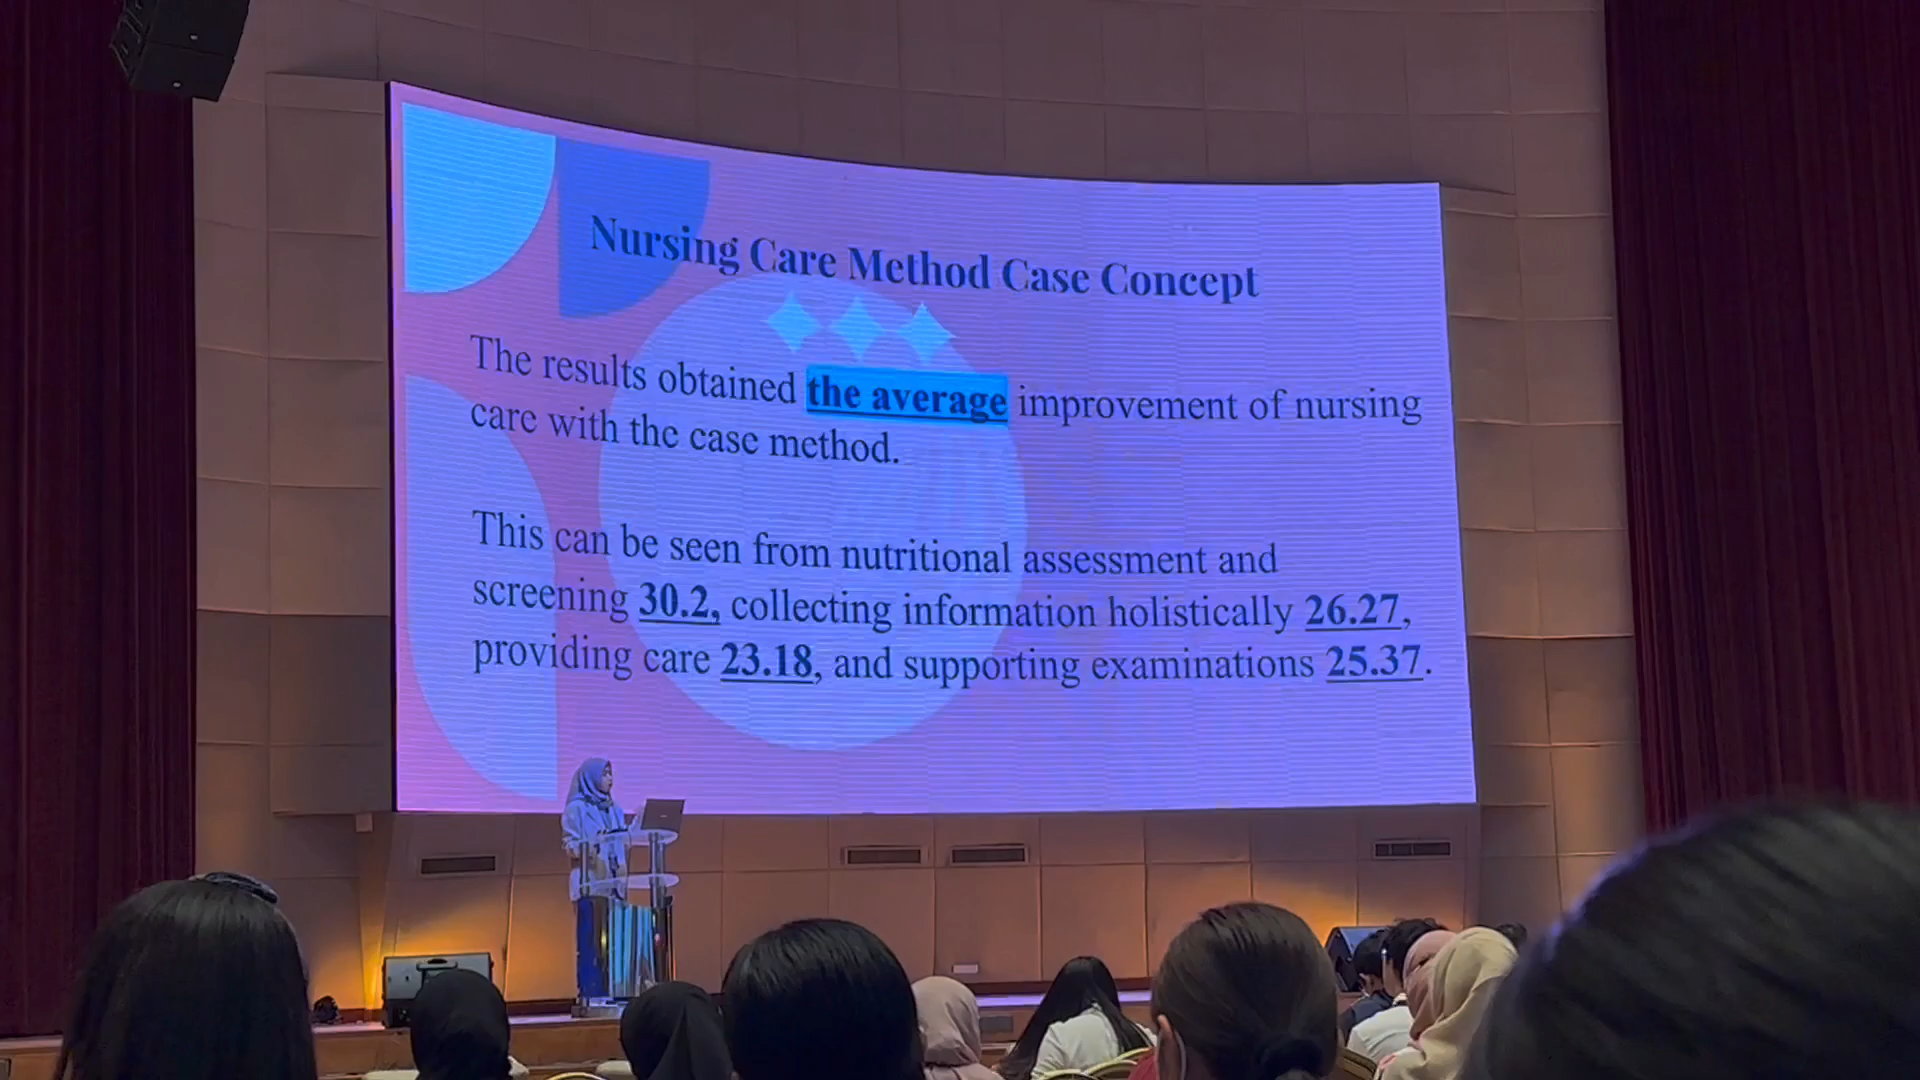 Nursing Care Method Case Concept
The results obtained the average improvement of nursing
care with the case method.
This can be seen from nutritional assessment and
screening 30.2, collecting information holistically 26.27,
providing care 23.18, and supporting examinations 25.37.